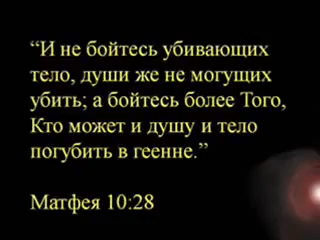 “И не бойтесь убивающих
тело, души же не могущих
убить; а бойтесь более Того,
Кто может и душу и тело
погубить в геенне.”
Матфея 10:28